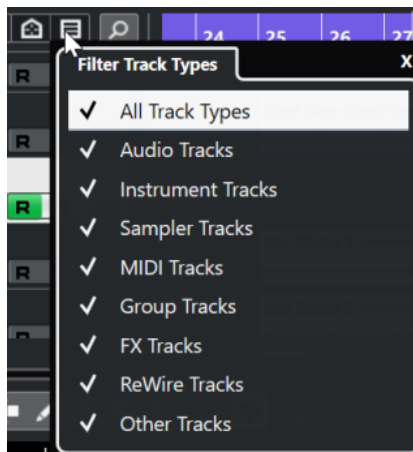 24 25 26 27
Filter Track Types X
R
All Track Types
Audio Tracks
R
Instrument Tracks
R
Sampler Tracks
MIDI Tracks
R
Group Tracks
FX Tracks
ReWire Tracks
Other Tracks